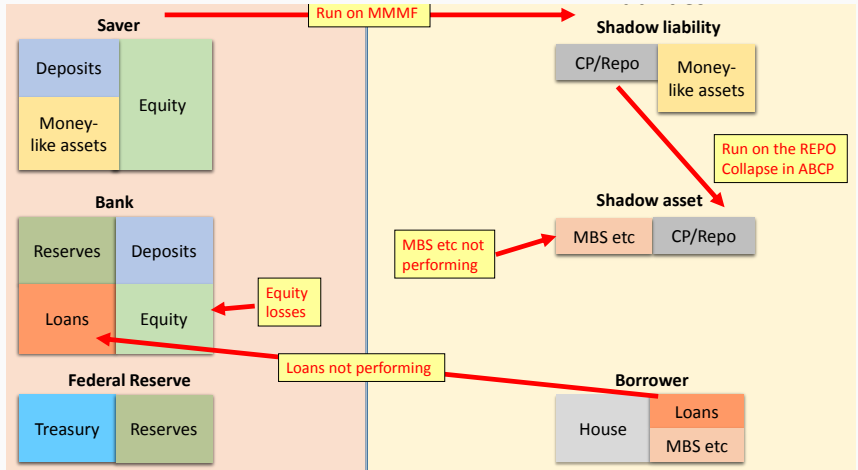 Run on MMMF
Saver
Deposits
Money-
like assets
Equity
Shadow liability
CP/Repo
Money-
like assets
Run on the REPO
Collapse in ABCP
Bank
Reserves
Deposits
Loans
Equity
Equity
losses
Shadow asset
MBS etc
CP/Repo
MBS etc not
performing
Loans not performing
Federal Reserve
Treasury
Reserves
Borrower
House
Loans
MBS etc